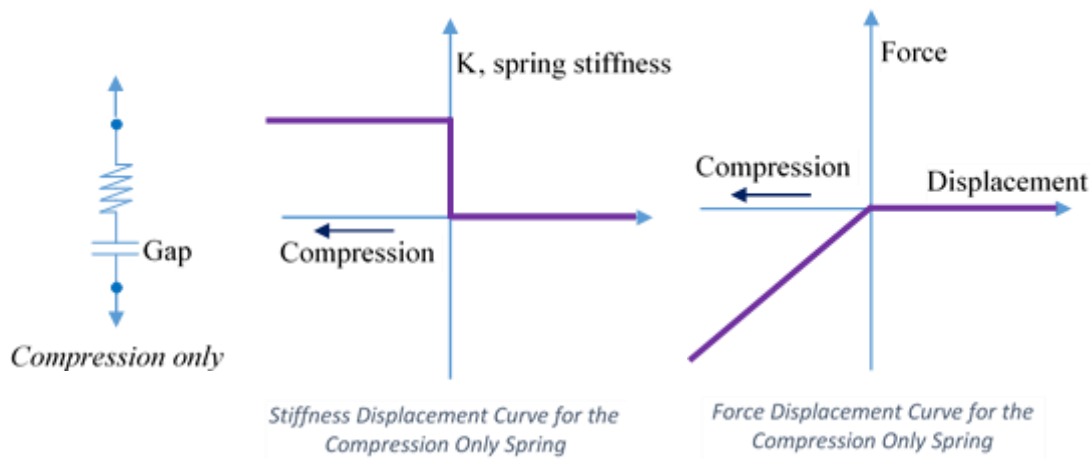 Gap
Compression only
K, spring stiffness
Compression
Stiffness Displacement Curve for the
Compression Only Spring
Force
Compression
Displacement
Force Displacement Curve for the
Compression Only Spring